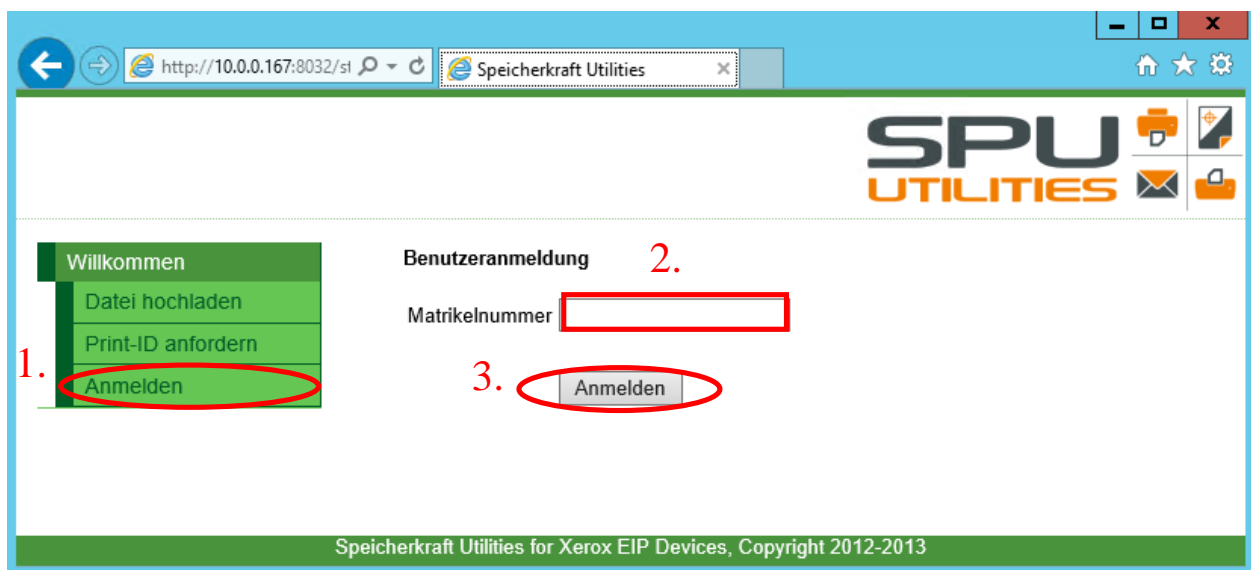 http://10.0.0.167:8032/st
Speicherkraft Utilities
SPU
UTILITIES
Willkommen
Datei hochladen
Print-ID anfordern
1.
Anmelden
Benutzeranmeldung
2.
Matrikelnummer
3.
Anmelden
Speicherkraft Utilities for Xerox EIP Devices, Copyright 2012-2013